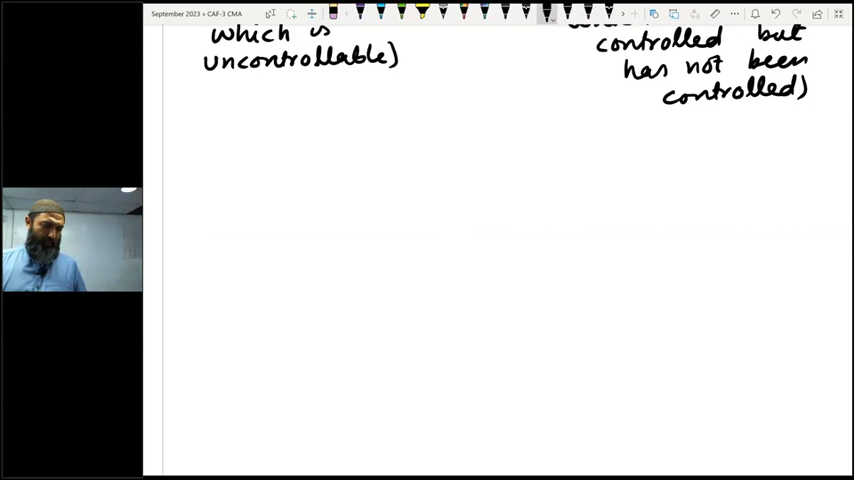 September 2023 » CAF-3 CMA
which is
uncontrollable)
controlled but
has not been
controlled)